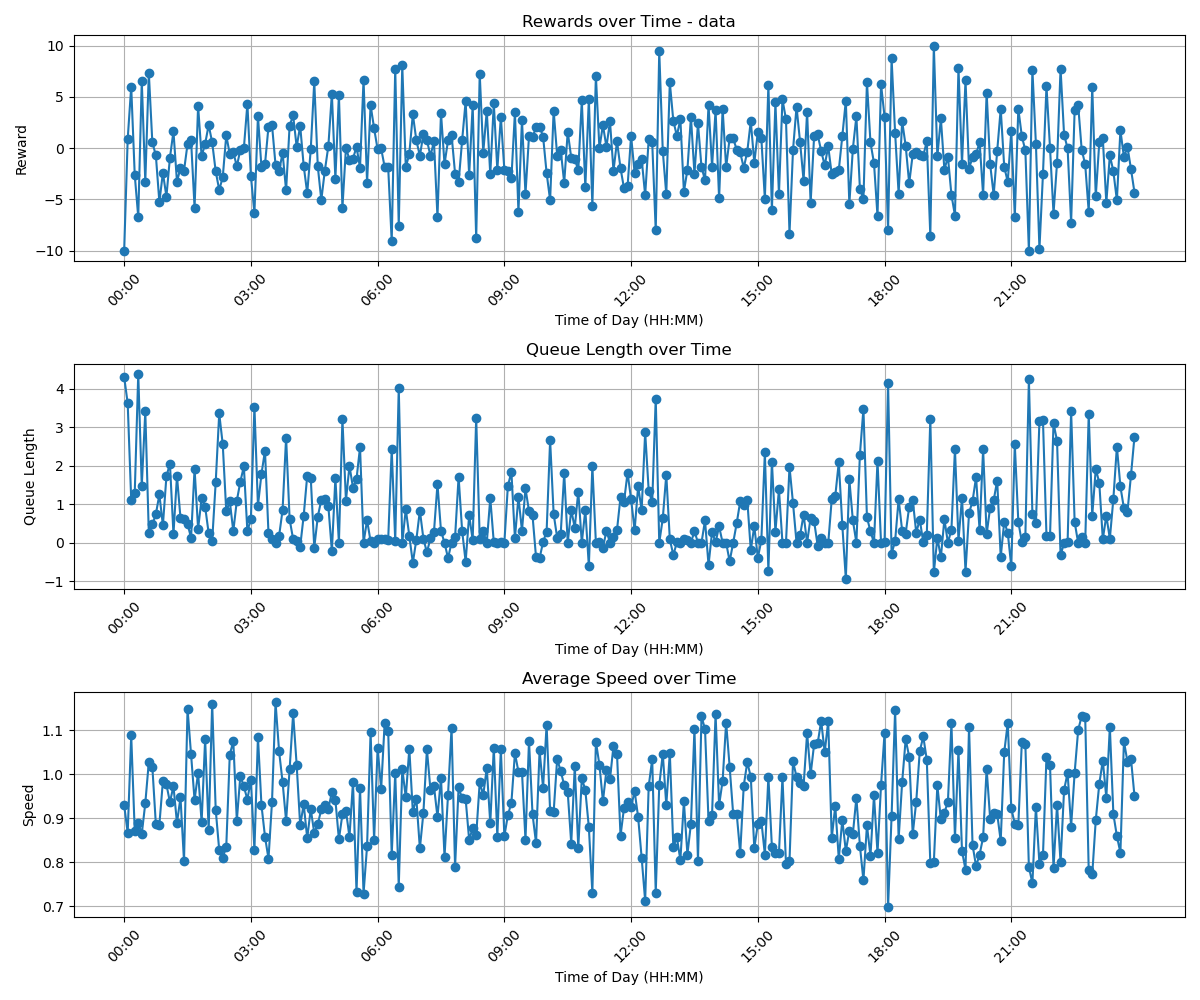 Rewards over Time - data
10
5
0
−5
−10
Reward
00:00 03:00 06:00 09:00 12:00 15:00 18:00 21:00
Time of Day (HH:MM)
Queue Length over Time
4
3
2
1
0
−1
Queue Length
00:00 03:00 06:00 09:00 12:00 15:00 18:00 21:00
Time of Day (HH:MM)
Average Speed over Time
1.1
1.0
0.9
0.8
0.7
Speed
00:00 03:00 06:00 09:00 12:00 15:00 18:00 21:00
Time of Day (HH:MM)